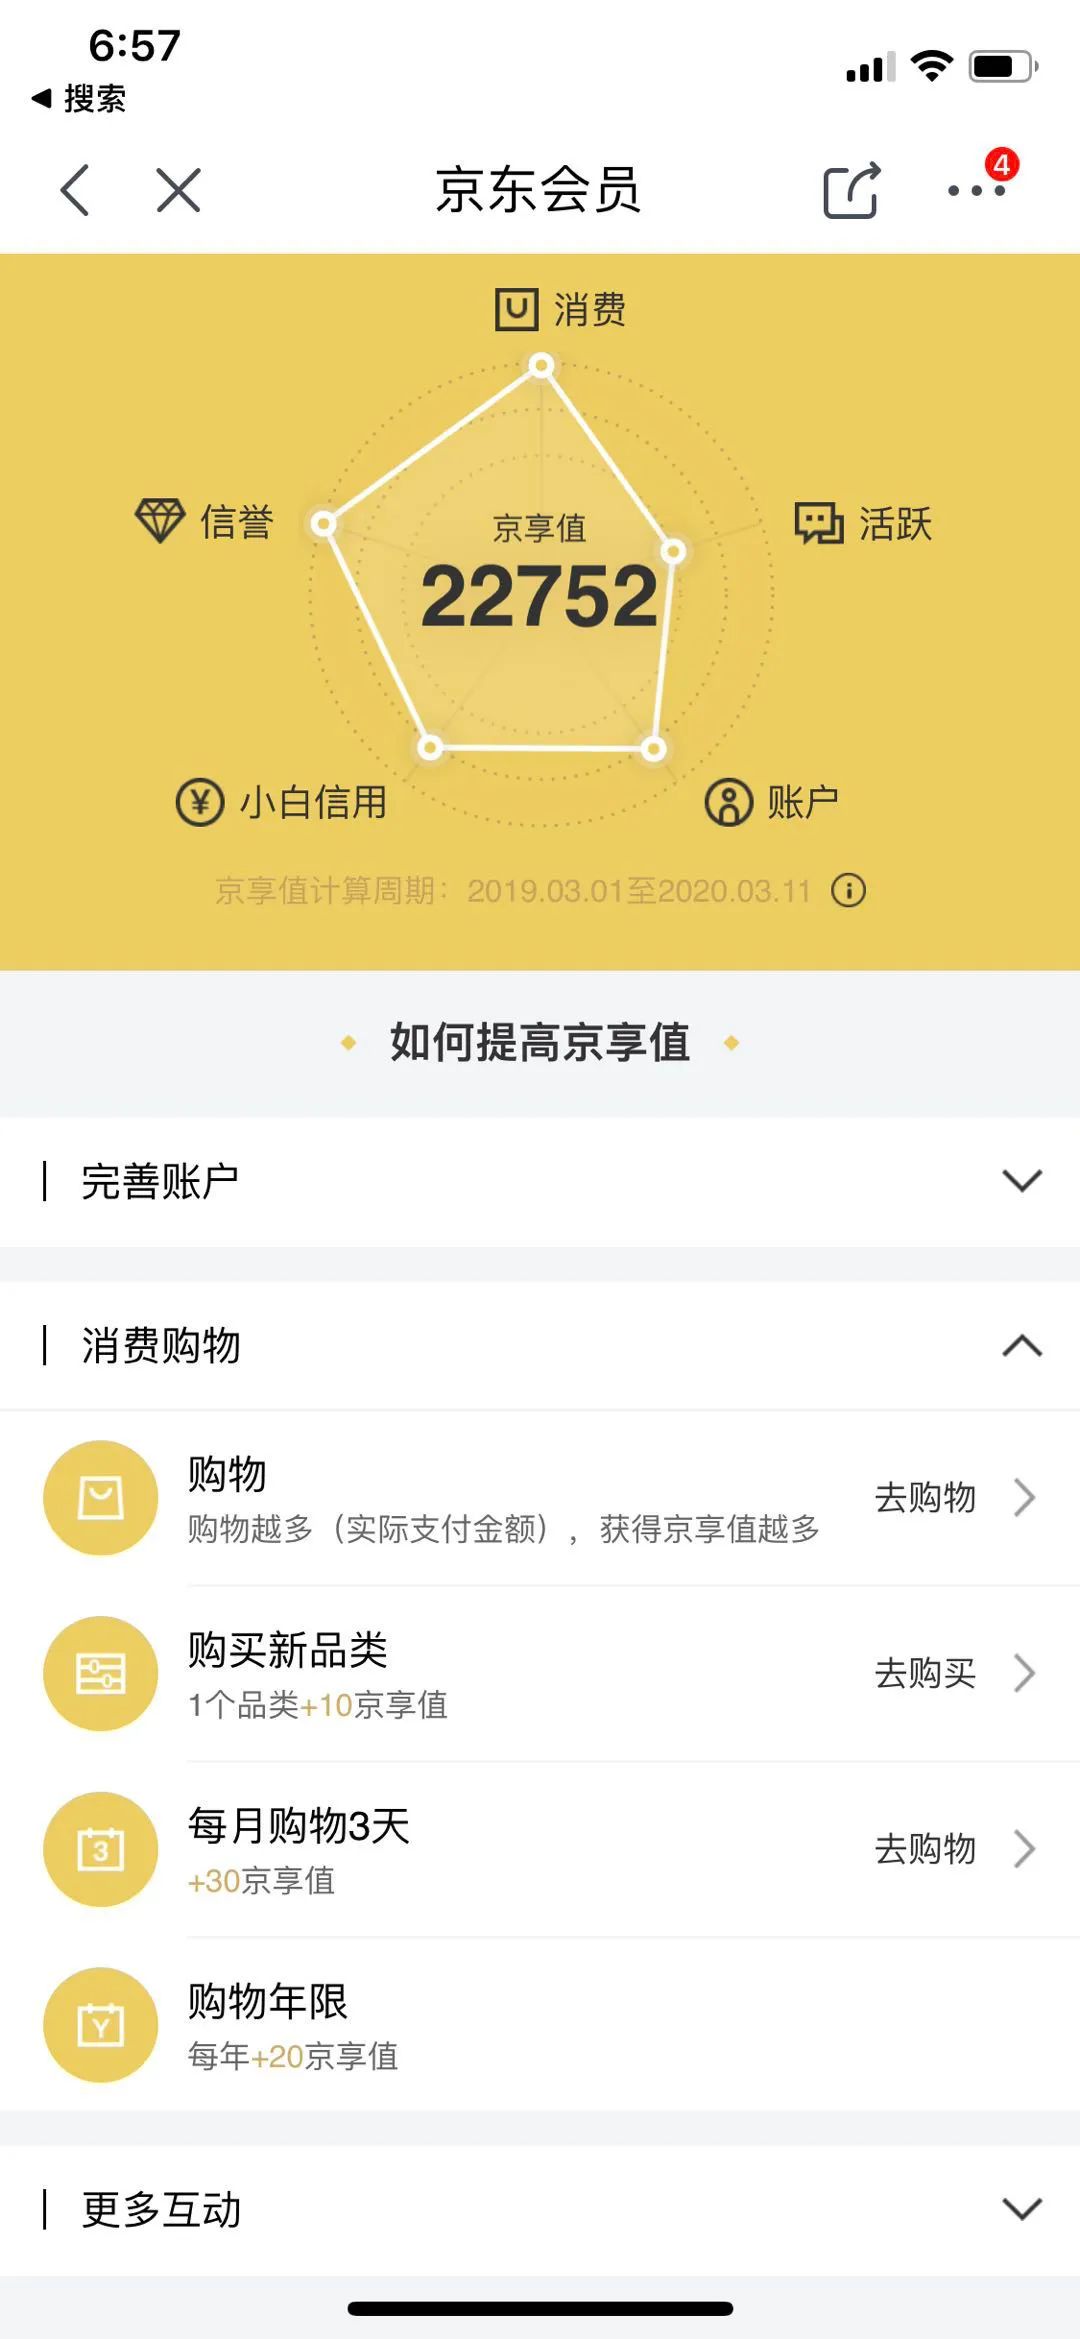 6:57
搜索
京东会员
4
消费
信誉
活跃
京享值
22752
小白信用
账户
京享值计算周期：2019.03.01至2020.03.11
如何提高京享值
完善账户
消费购物
购物
购物越多（实际支付金额），获得京享值越多
去购物
购买新品类
1个品类+10京享值
去购买
3
每月购物3天
+30京享值
去购物
Y
购物年限
每年+20京享值
更多互动